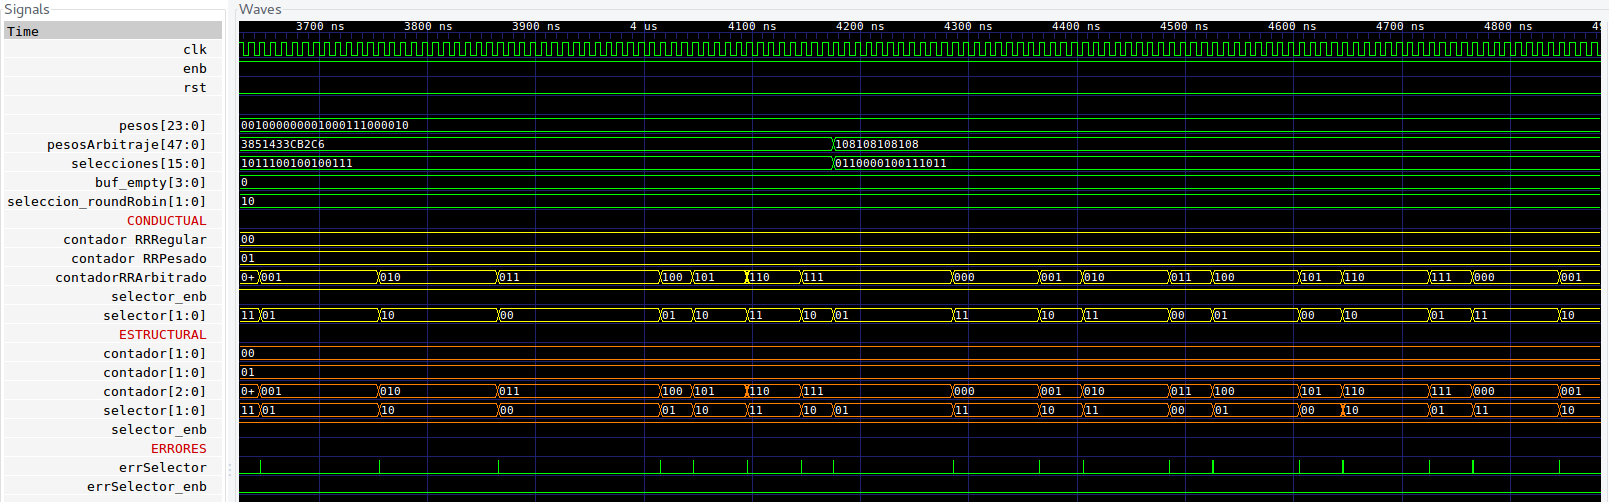 Signals
Waves
Time
3700 ns 3800 ns 3900 ns 4 us 4100 ns 4200 ns 4300 ns 4400 ns 4500 ns 4600 ns 4700 ns 4800 ns
clk
enb
rst
pesos[23:0] 001000000001000111000010
pesosArbitraje[47:0] 3851433CB2C6 108108108108
selecciones[15:0] 1011100100100111 0110000100111011
buf_empty[3:0] 0
seleccion_roundRobin[1:0] 10
CONDUCTUAL
contador RRRegular 00
contador RRPesado 01
contadorRRArbitrado 0+ 001 010 011 100 101 110 111 000 001 010 011 100 101 110 111 000 001
selector_enb
selector[1:0] 11 01 10 00 01 10 11 10 01 11 10 11 00 01 00 10 01 11 10
ESTRUCTURAL
contador[1:0] 00
contador[1:0] 01
contador[2:0] 0+ 001 010 011 100 101 110 111 000 001 010 011 100 101 110 111 000 001
selector[1:0] 11 01 10 00 01 10 11 10 01 11 10 11 00 01 00 10 01 11 10
selector_enb
ERRORES
errSelector
errSelector_enb